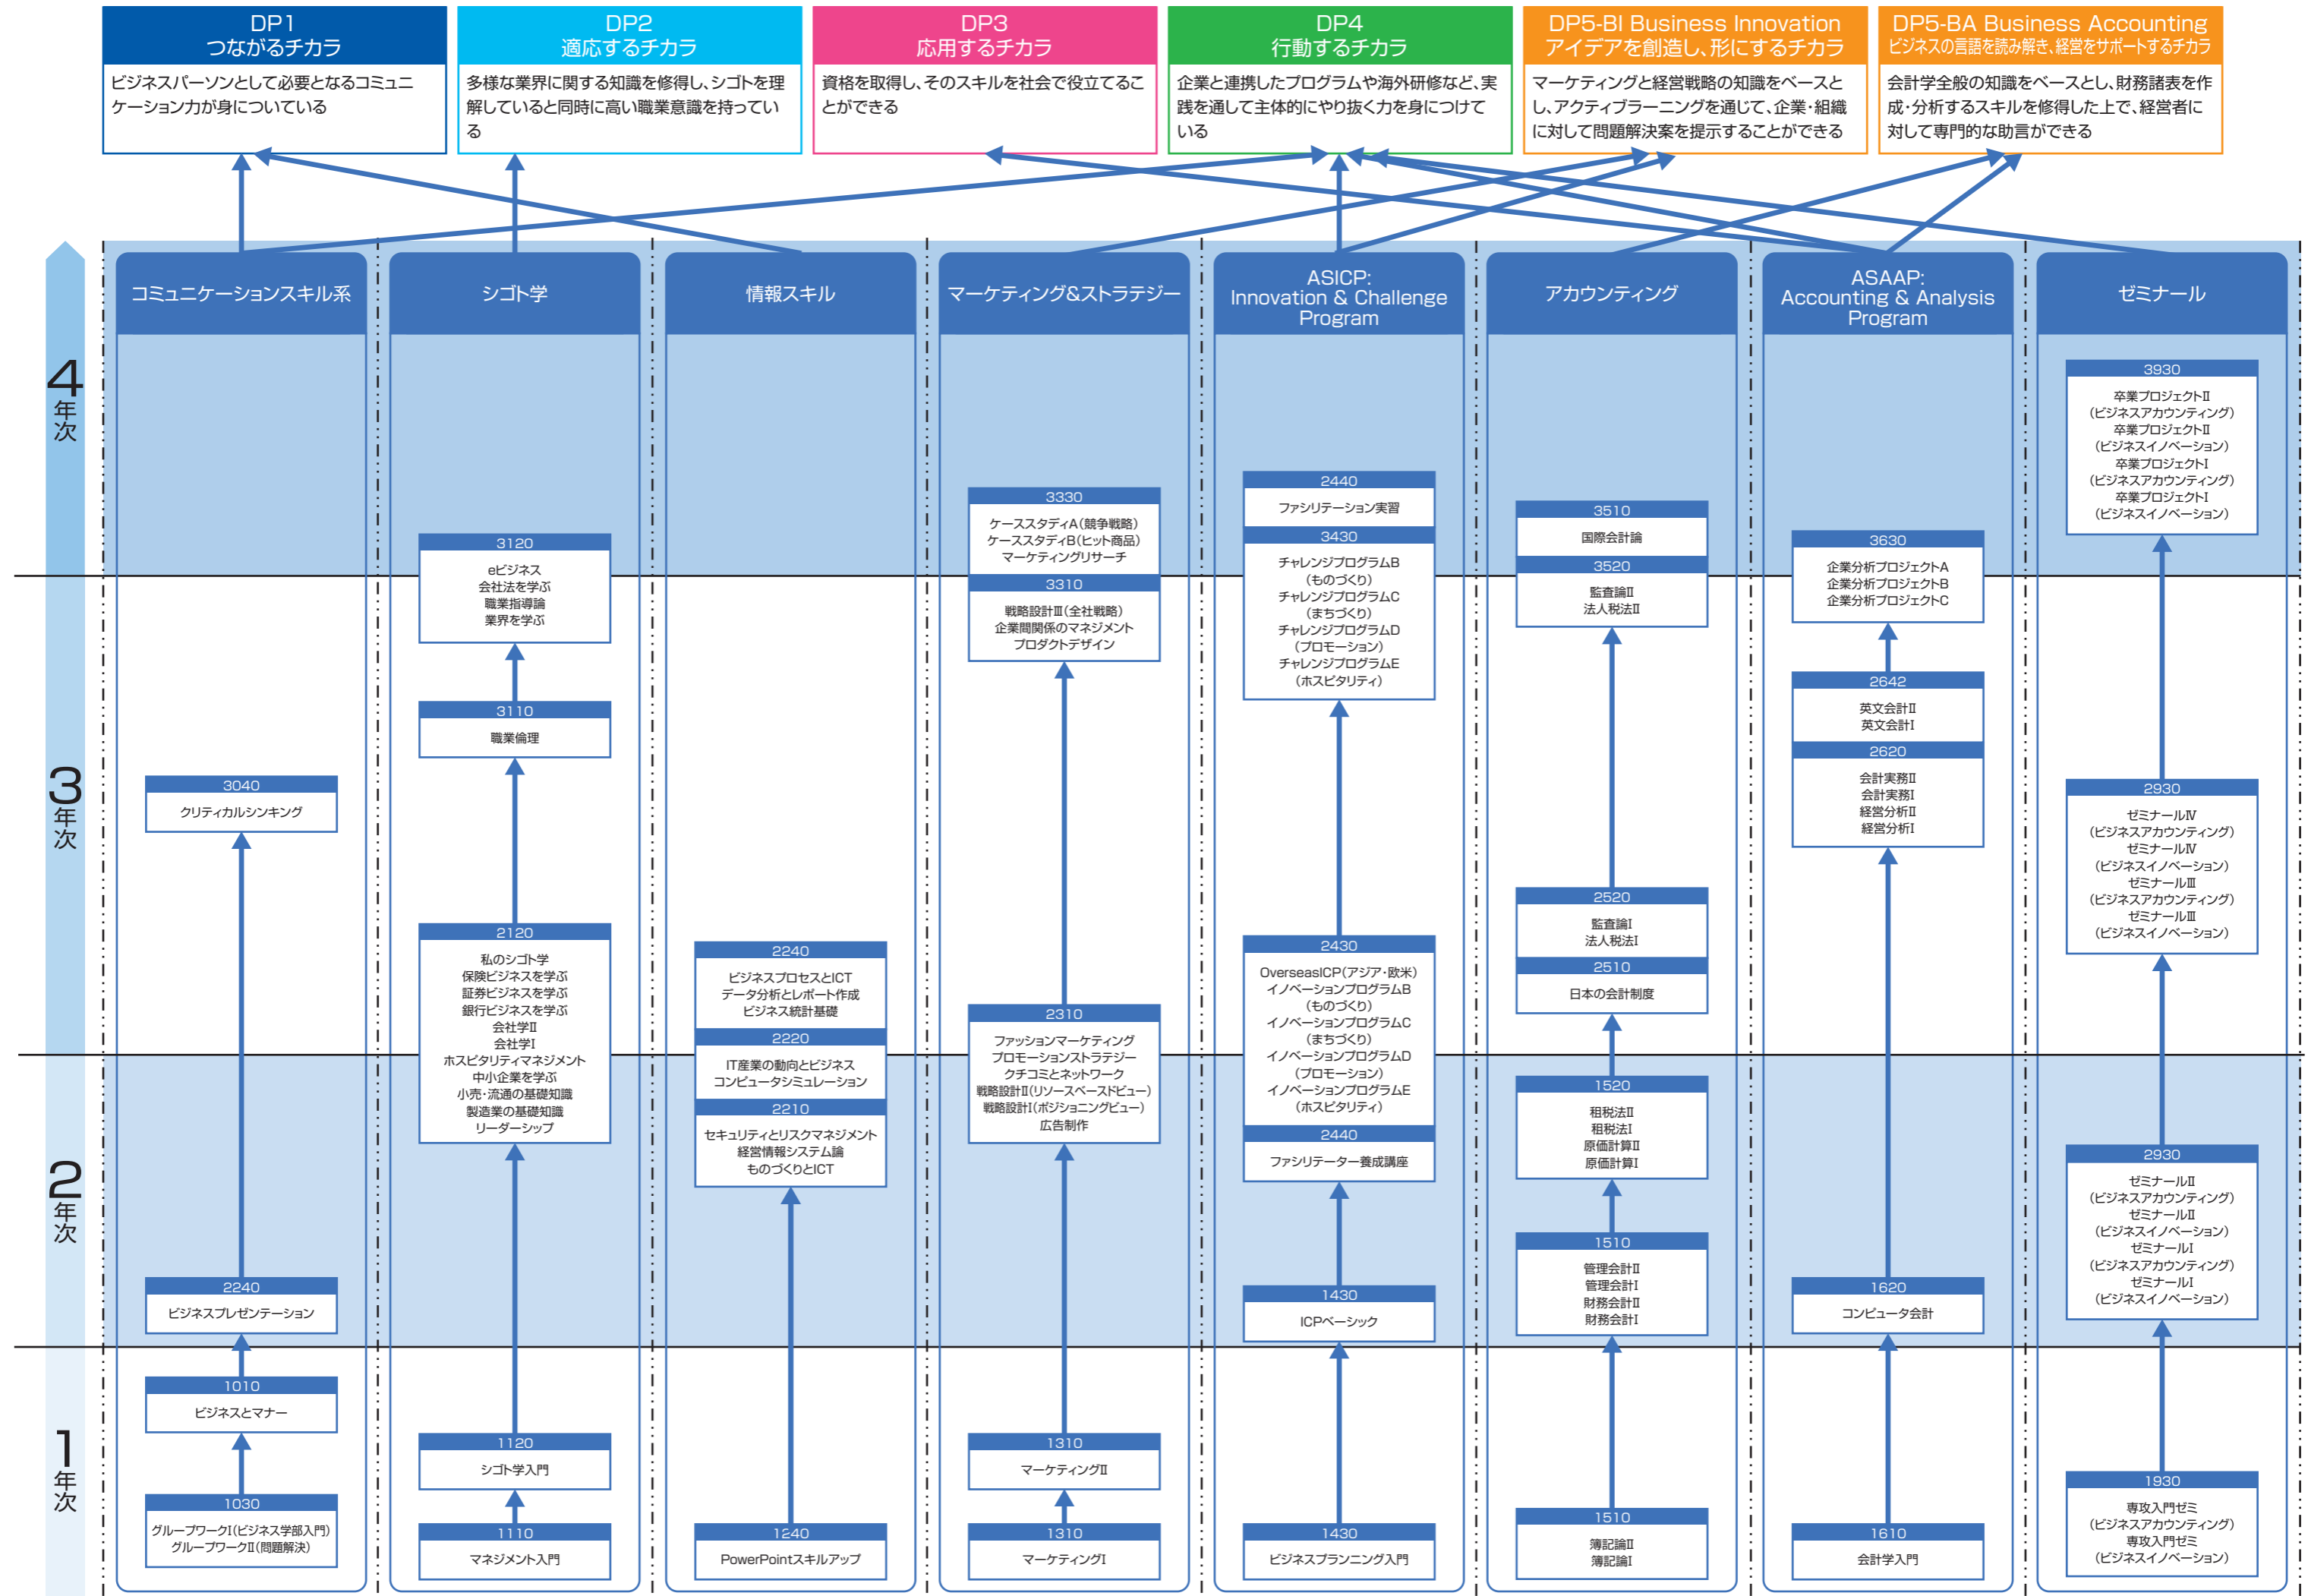 DP1
つながるチカラ
ビジネスパーソンとして必要となるコミュニ
ケーション力が身についている
DP2
適応するチカラ
多様な業界に関する知識を修得し、シゴトを理
解していると同時に高い職業意識を持ってい
る
DP3
応用するチカラ
資格を取得し、そのスキルを社会で役立てるこ
とができる
DP4
行動するチカラ
企業と連携したプログラムや海外研修など、実
践を通して主体的にやり抜く力を身につけて
いる
DP5-BI Business Innovation
アイデアを創造し、形にするチカラ
マーケティングと経営戦略の知識をベースと
し、アクティブラーニングを通じて、企業・組織
に対して問題解決案を提示することができる
DP5-BA Business Accounting
ビジネスの言語を読み解き、経営をサポートするチカラ
会計学全般の知識をベースとし、財務諸表を作
成・分析するスキルを修得した上で、経営者に
対して専門的な助言ができる
4年次
3年次
2年次
1年次
コミュニケーションスキル系
3040
クリティカルシンキング
2240
ビジネスプレゼンテーション
1010
ビジネスとマナー
1030
グループワークI(ビジネス学部入門)
グループワークII(問題解決)
シゴト学
3120
eビジネス
会社法を学ぶ
職業指導論
業界を学ぶ
3110
職業倫理
2120
私のシゴト学
保険ビジネスを学ぶ
証券ビジネスを学ぶ
銀行ビジネスを学ぶ
会社学II
会社学I
ホスピタリティマネジメント
中小企業を学ぶ
小売・流通の基礎知識
製造業の基礎知識
リーダーシップ
1120
シゴト学入門
1110
マネジメント入門
情報スキル
2240
ビジネスプロセスとICT
データ分析とレポート作成
ビジネス統計基礎
2220
IT産業の動向とビジネス
コンピュータシミュレーション
2210
セキュリティとリスクマネジメント
経営情報システム論
ものづくりとICT
1240
PowerPointスキルアップ
マーケティング&ストラテジー
3330
ケーススタディA(競争戦略)
ケーススタディB(ヒット商品)
マーケティングリサーチ
3310
戦略設計III(全社戦略)
企業間関係のマネジメント
プロダクトデザイン
2310
ファッションマーケティング
プロモーションストラテジー
クチコミとネットワーク
戦略設計II(リソースベースドビュー)
戦略設計I(ポジショニングビュー)
広告制作
1310
マーケティングII
1310
マーケティングI
ASICP:
Innovation & Challenge
Program
2440
ファシリテーション実習
3430
チャレンジプログラムB
(ものづくり)
チャレンジプログラムC
(まちづくり)
チャレンジプログラムD
(プロモーション)
チャレンジプログラムE
(ホスピタリティ)
2430
OverseasICP(アジア・欧米)
イノベーションプログラムB
(ものづくり)
イノベーションプログラムC
(まちづくり)
イノベーションプログラムD
(プロモーション)
イノベーションプログラムE
(ホスピタリティ)
2440
ファシリテーター養成講座
1430
ICPベーシック
1430
ビジネスプランニング入門
アカウンティング
3510
国際会計論
3520
監査論II
法人税法II
2520
監査論I
法人税法I
2510
日本の会計制度
1520
租税法II
租税法I
原価計算II
原価計算I
1510
管理会計II
管理会計I
財務会計II
財務会計I
1510
簿記論II
簿記論I
ASAAP:
Accounting & Analysis
Program
3630
企業分析プロジェクトA
企業分析プロジェクトB
企業分析プロジェクトC
2642
英文会計II
英文会計I
2620
会計実務II
会計実務I
経営分析II
経営分析I
1620
コンピュータ会計
1610
会計学入門
ゼミナール
3930
卒業プロジェクトII
(ビジネスアカウンティング)
卒業プロジェクトII
(ビジネスイノベーション)
卒業プロジェクトI
(ビジネスアカウンティング)
卒業プロジェクトI
(ビジネスイノベーション)
2930
ゼミナールIV
(ビジネスアカウンティング)
ゼミナールIV
(ビジネスイノベーション)
ゼミナールIII
(ビジネスアカウンティング)
ゼミナールIII
(ビジネスイノベーション)
2930
ゼミナールII
(ビジネスアカウンティング)
ゼミナールII
(ビジネスイノベーション)
ゼミナールI
(ビジネスアカウンティング)
ゼミナールI
(ビジネスイノベーション)
1930
専攻入門ゼミ
(ビジネスアカウンティング)
専攻入門ゼミ
(ビジネスイノベーション)